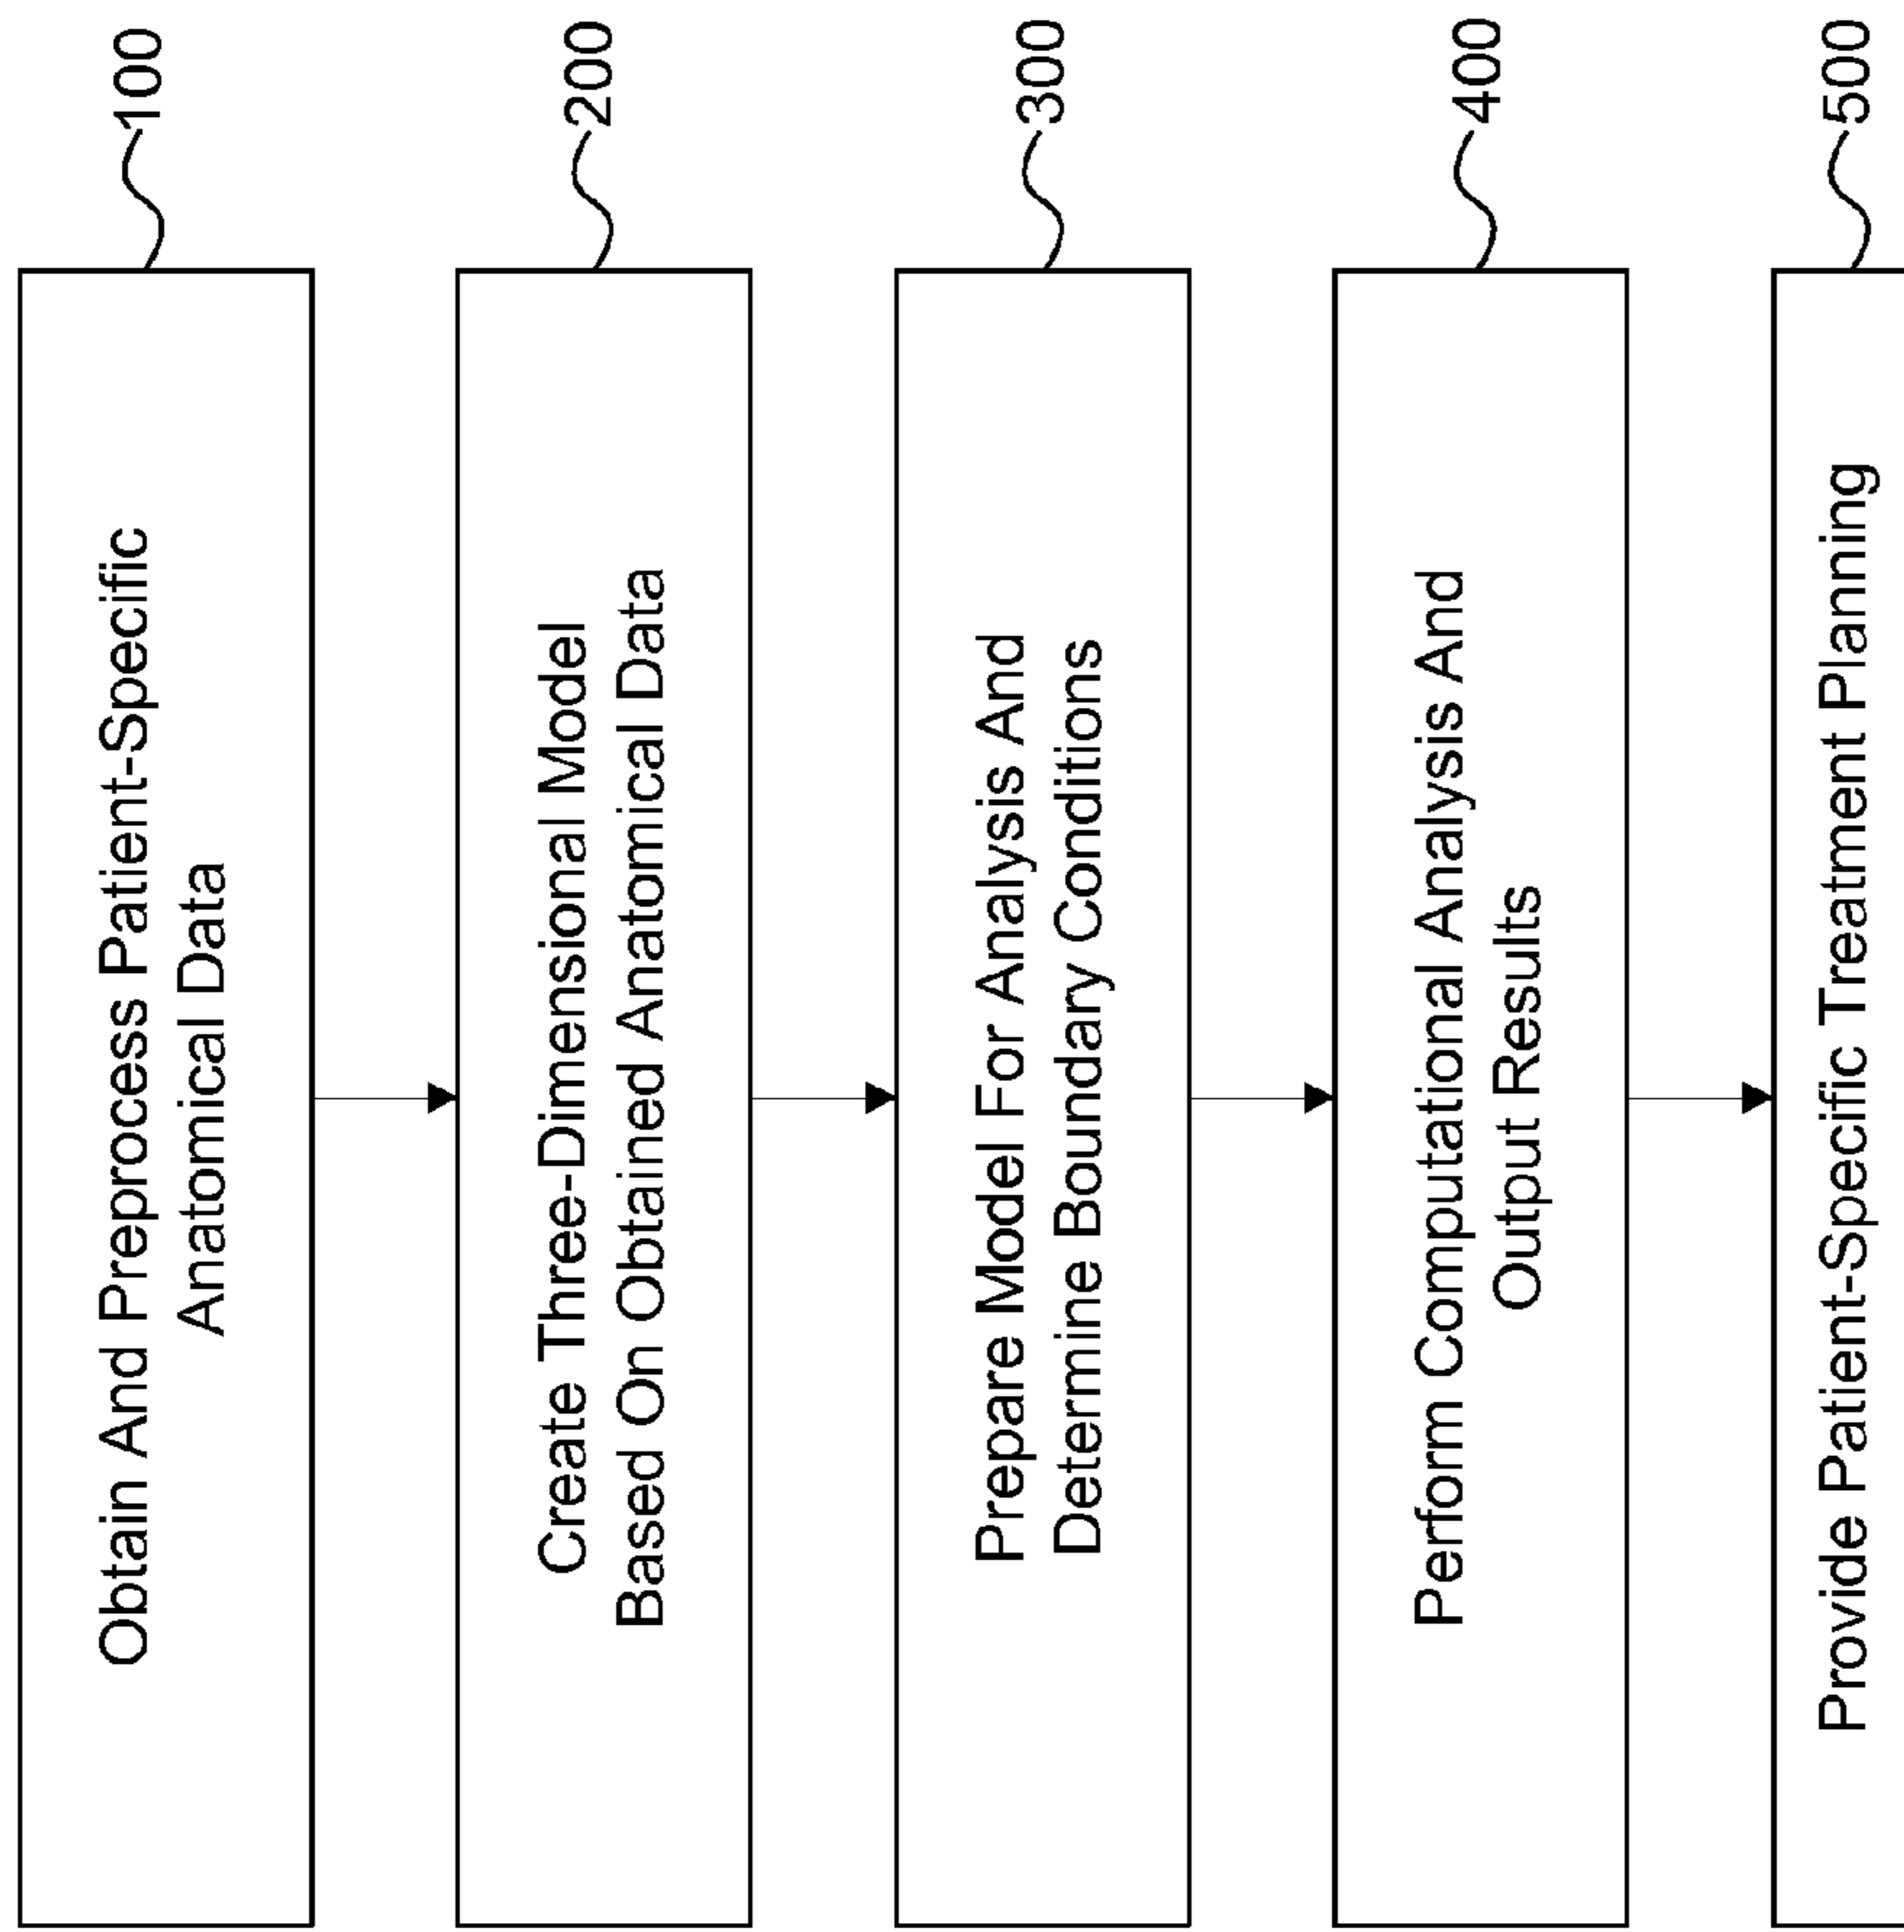 Obtain And Preprocess Patient-Specific
Anatomical Data
100
Create Three-Dimensional Model
Based On Obtained Anatomical Data
200
Prepare Model For Analysis And
Determine Boundary Conditions
300
Perform Computational Analysis And
Output Results
400
Provide Patient-Specific Treatment Planning
500